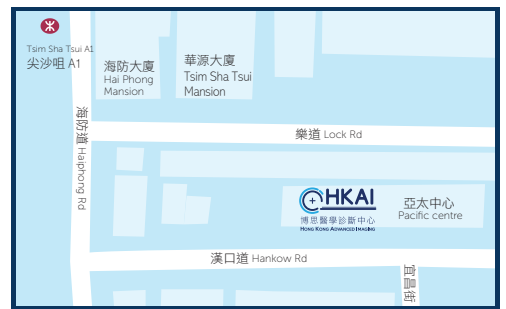 Tsim Sha Tsui A1
尖沙咀 A1
海防大廈
Hai Phong
Mansion
華源大廈
Tsim Sha Tsui
Mansion
海防道 Haiphong Rd
樂道 Lock Rd
HKAI
博思醫學診斷中心
Hong Kong Advanced Imaging
亞太中心
Pacific centre
漢口道 Hankow Rd
宜昌街